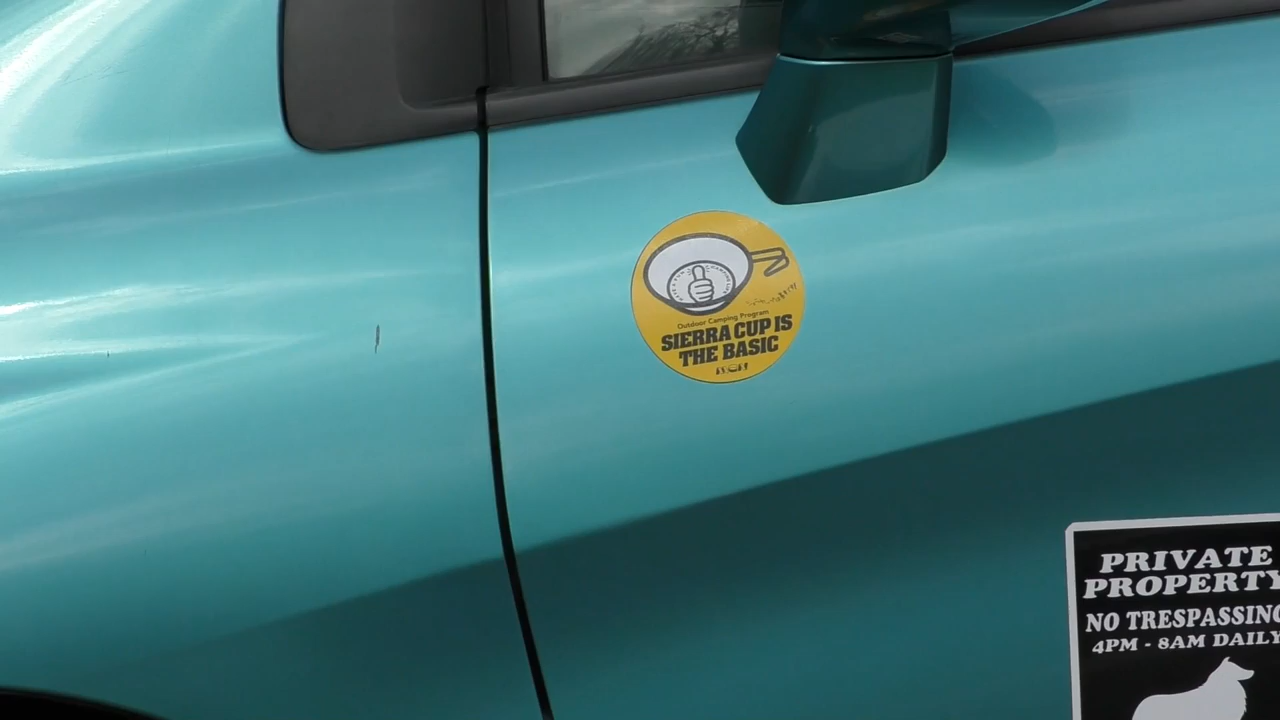 Outdoor Camping Program
SIERRA CUP IS
THE BASIC
PRIVATE
PROPERTY
NO TRESPASSING
4PM - 8AM DAILY